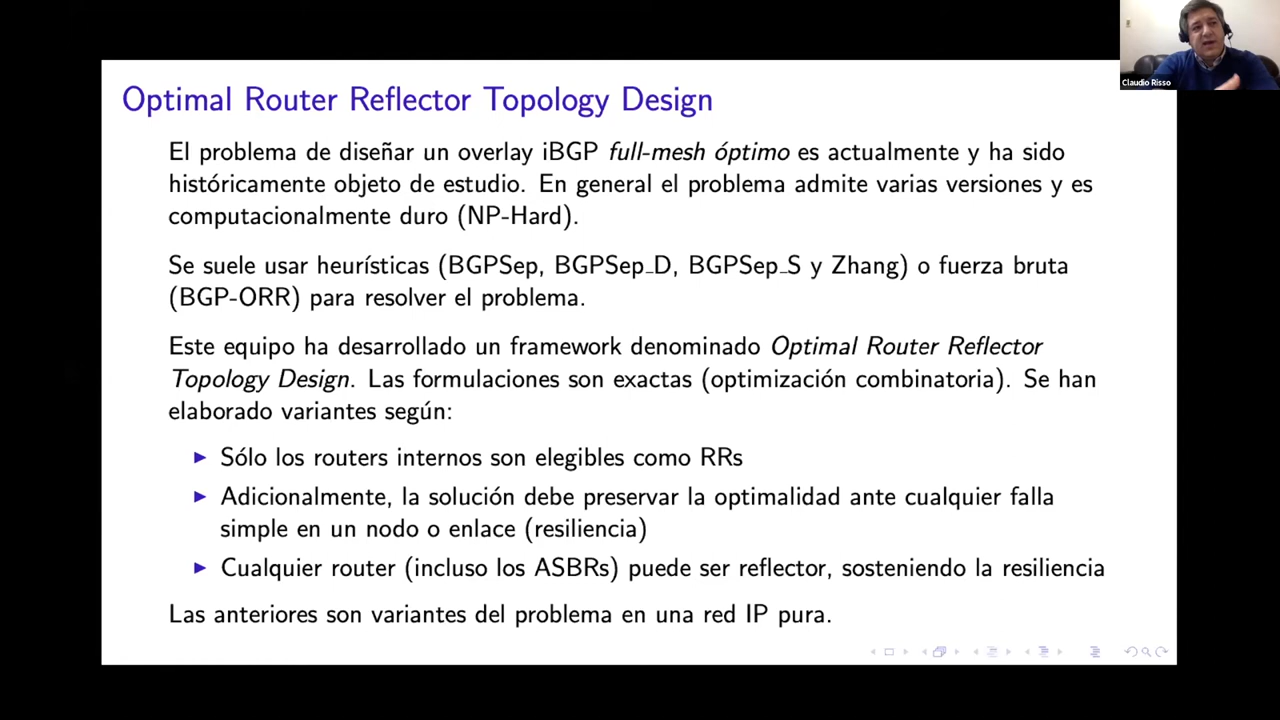 Claudio Risso
Optimal Router Reflector Topology Design
El problema de diseñar un overlay iBGP full-mesh óptimo es actualmente y ha sido
históricamente objeto de estudio. En general el problema admite varias versiones y es
computacionalmente duro (NP-Hard).
Se suele usar heurísticas (BGPSep, BGPSep_D, BGPSep_S y Zhang) o fuerza bruta
(BGP-ORR) para resolver el problema.
Este equipo ha desarrollado un framework denominado Optimal Router Reflector
Topology Design. Las formulaciones son exactas (optimización combinatoria). Se han
elaborado variantes según:
Sólo los routers internos son elegibles como RRs
Adicionalmente, la solución debe preservar la optimalidad ante cualquier falla
simple en un nodo o enlace (resiliencia)
Cualquier router (incluso los ASBRs) puede ser reflector, sosteniendo la resiliencia
Las anteriores son variantes del problema en una red IP pura.